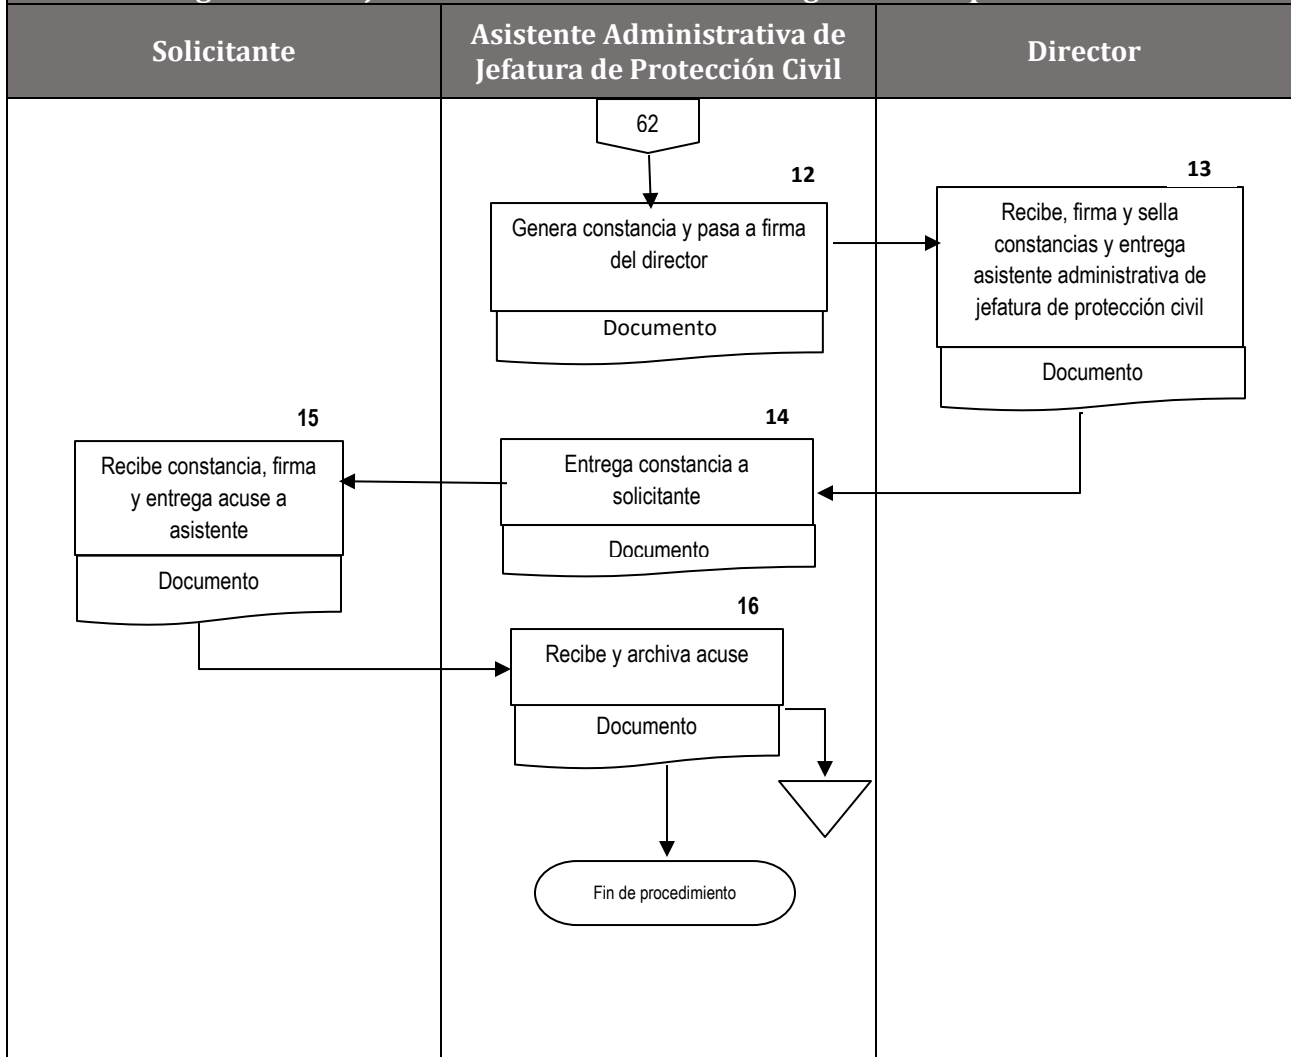 Solicitante
Asistente Administrativa de
Jefatura de Protección Civil
Director
62
12
Genera constancia y pasa a firma
del director
Documento
13
Recibe, firma y sella
constancias y entrega
asistente administrativa de
jefatura de protección civil
Documento
14
Entrega constancia a
solicitante
Documento
15
Recibe constancia, firma
y entrega acuse a
asistente
Documento
16
Recibe y archiva acuse
Documento
Fin de procedimiento